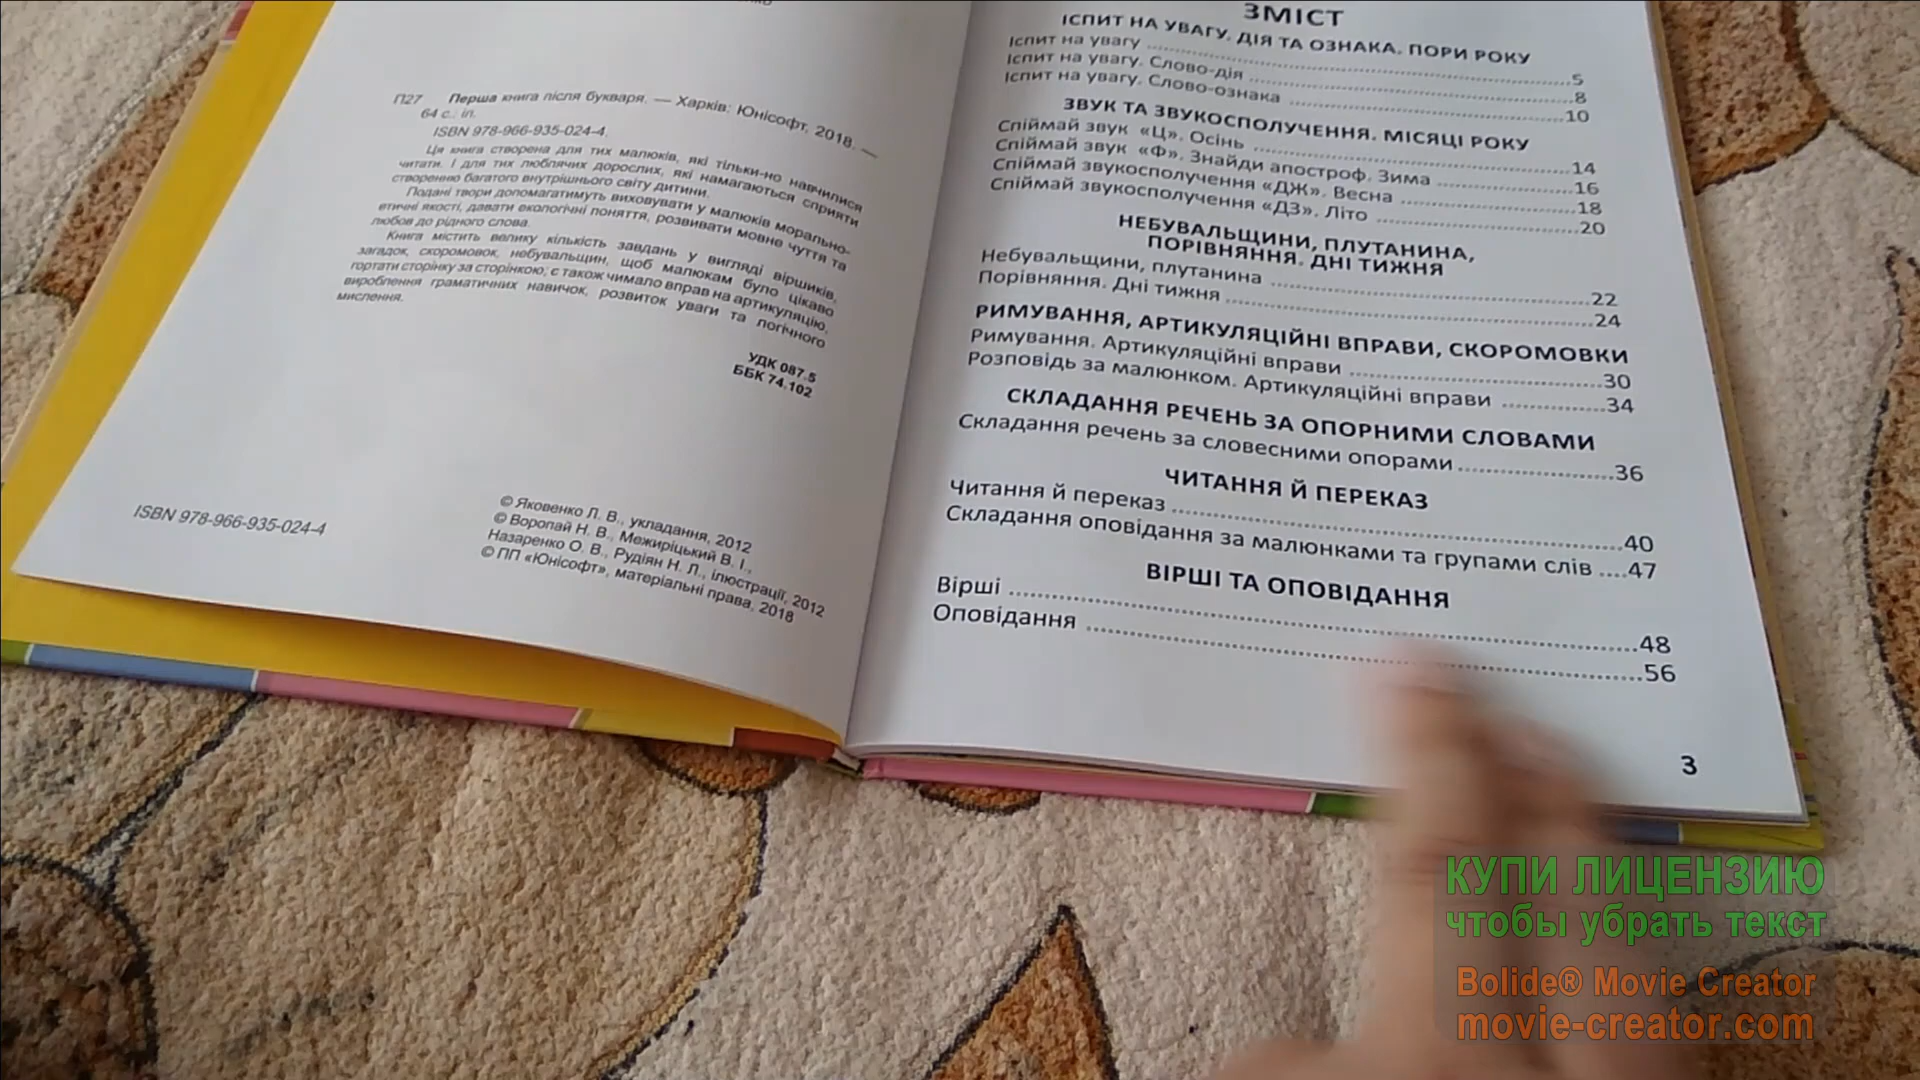 П27 Перша книга після букваря. — Харків: Юнісофт, 2018. —
64 с.: іл.
ISBN 978-966-935-024-4.
Ця книга створена для тих малюків, які тільки-но навчилися
читати. І для тих люблячих дорослих, які намагаються сприяти
створенню багатого внутрішнього світу дитини.
Подані твори допомагатимуть виховувати у малюків морально-
етичні якості, давати екологічні поняття, розвивати мовне чуття та
любов до рідного слова.
Книга містить велику кількість завдань у вигляді віршиків,
загадок, скоромовок, небувальщин, щоб малюкам було цікаво
гортати сторінку за сторінкою; є також чимало вправ на артикуляцію,
вироблення граматичних навичок, розвиток уваги та логічного
мислення.
УДК 087.5
ББК 74.102
ISBN 978-966-935-024-4
© Яковенко Л. В., укладання, 2012
© Воропай Н. В., Межиріцький В. І.,
Назаренко О. В., Рудіян Н. Л., ілюстрації, 2012
© ПП «Юнісофт», матеріальні права, 2018
ЗМІСТ
ІСПИТ НА УВАГУ. ДІЯ ТА ОЗНАКА. ПОРИ РОКУ
Іспит на увагу ..... 5
Іспит на увагу. Слово-дія ..... 8
Іспит на увагу. Слово-ознака ..... 10
ЗВУК ТА ЗВУКОСПОЛУЧЕННЯ. МІСЯЦІ РОКУ
Спіймай звук «Ц». Осінь ..... 14
Спіймай звук «Ф». Знайди апостроф. Зима ..... 16
Спіймай звукосполучення «ДЖ». Весна ..... 18
Спіймай звукосполучення «ДЗ». Літо ..... 20
НЕБУВАЛЬЩИНИ, ПЛУТАНИНА,
ПОРІВНЯННЯ. ДНІ ТИЖНЯ
Небувальщини, плутанина ..... 22
Порівняння. Дні тижня ..... 24
РИМУВАННЯ, АРТИКУЛЯЦІЙНІ ВПРАВИ, СКОРОМОВКИ
Римування. Артикуляційні вправи ..... 30
Розповідь за малюнком. Артикуляційні вправи ..... 34
СКЛАДАННЯ РЕЧЕНЬ ЗА ОПОРНИМИ СЛОВАМИ
Складання речень за словесними опорами ..... 36
ЧИТАННЯ Й ПЕРЕКАЗ
Читання й переказ ..... 40
Складання оповідання за малюнками та групами слів ....47
ВІРШІ ТА ОПОВІДАННЯ
Вірші ..... 48
Оповідання ..... 56
3
КУПИ ЛИЦЕНЗИЮ
чтобы убрать текст
Bolide® Movie Creator
movie-creator.com